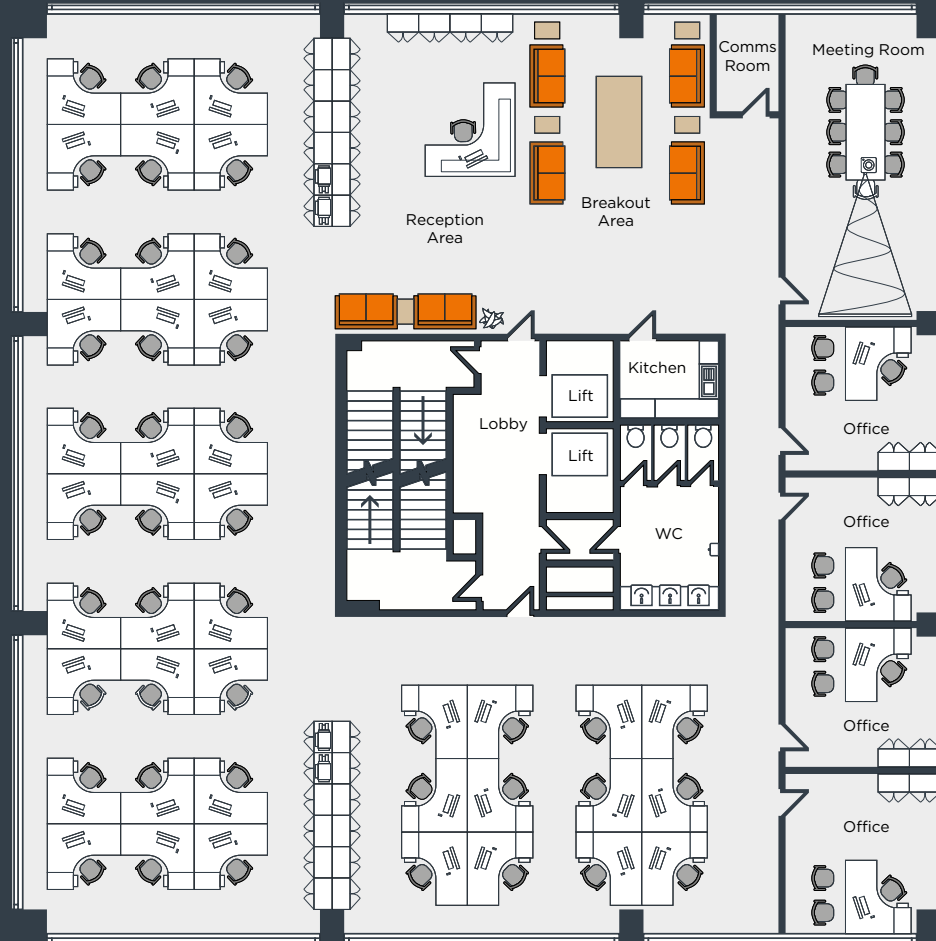 Comms
Room
Meeting Room
Reception
Area
Breakout
Area
Kitchen
Lift
Lobby
Office
Lift
Office
WC
Office
Office